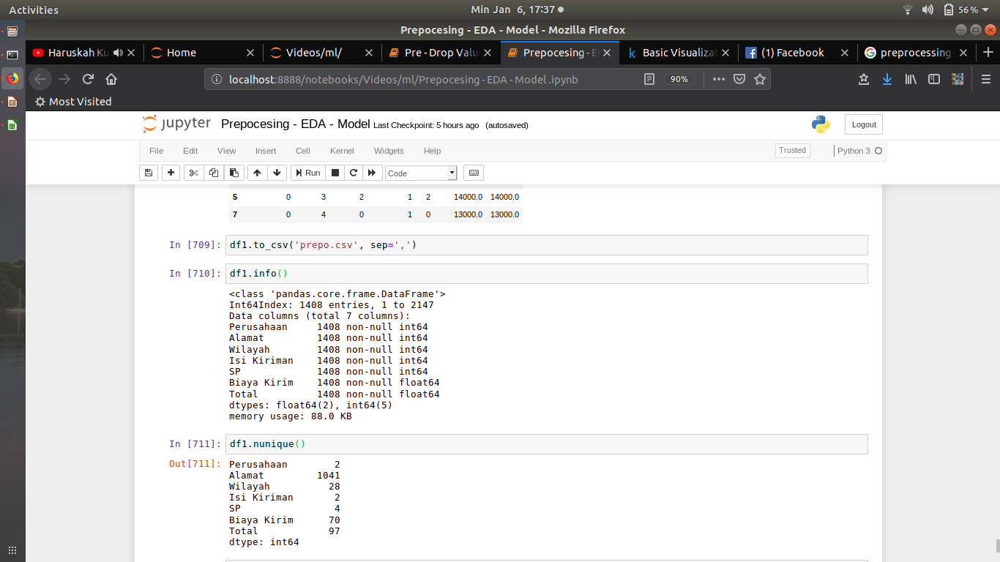 Activities
Min Jan 6, 17:37
56%
Prepocesing - EDA - Model - Mozilla Firefox
Haruskah Ku
Home
Videos/ml/
Pre - Drop Valu
Prepocesing - E
Basic Visualizat
(1) Facebook
preprocessing
localhost:8888/notebooks/Videos/ml/Prepocesing - EDA - Model .ipynb
90%
Most Visited
jupyter Prepocesing - EDA - Model Last Checkpoint: 5 hours ago (autosaved)
Logout
File Edit View Insert Cell Kernel Widgets Help
Trusted
Python 3
Run
Code
5 0 3 2 1 2 14000.0 14000.0
7 0 4 0 1 0 13000.0 13000.0
In [709]: df1.to_csv('prepo.csv', sep=',')
In [710]: df1.info()
<class 'pandas.core.frame.DataFrame'>
Int64Index: 1408 entries, 1 to 2147
Data columns (total 7 columns):
Perusahaan 1408 non-null int64
Alamat 1408 non-null int64
Wilayah 1408 non-null int64
Isi Kiriman 1408 non-null int64
SP 1408 non-null int64
Biaya Kirim 1408 non-null float64
Total 1408 non-null float64
dtypes: float64(2), int64(5)
memory usage: 88.0 KB
In [711]: df1.nunique()
Out[711]: Perusahaan 2
Alamat 1041
Wilayah 28
Isi Kiriman 2
SP 4
Biaya Kirim 70
Total 97
dtype: int64